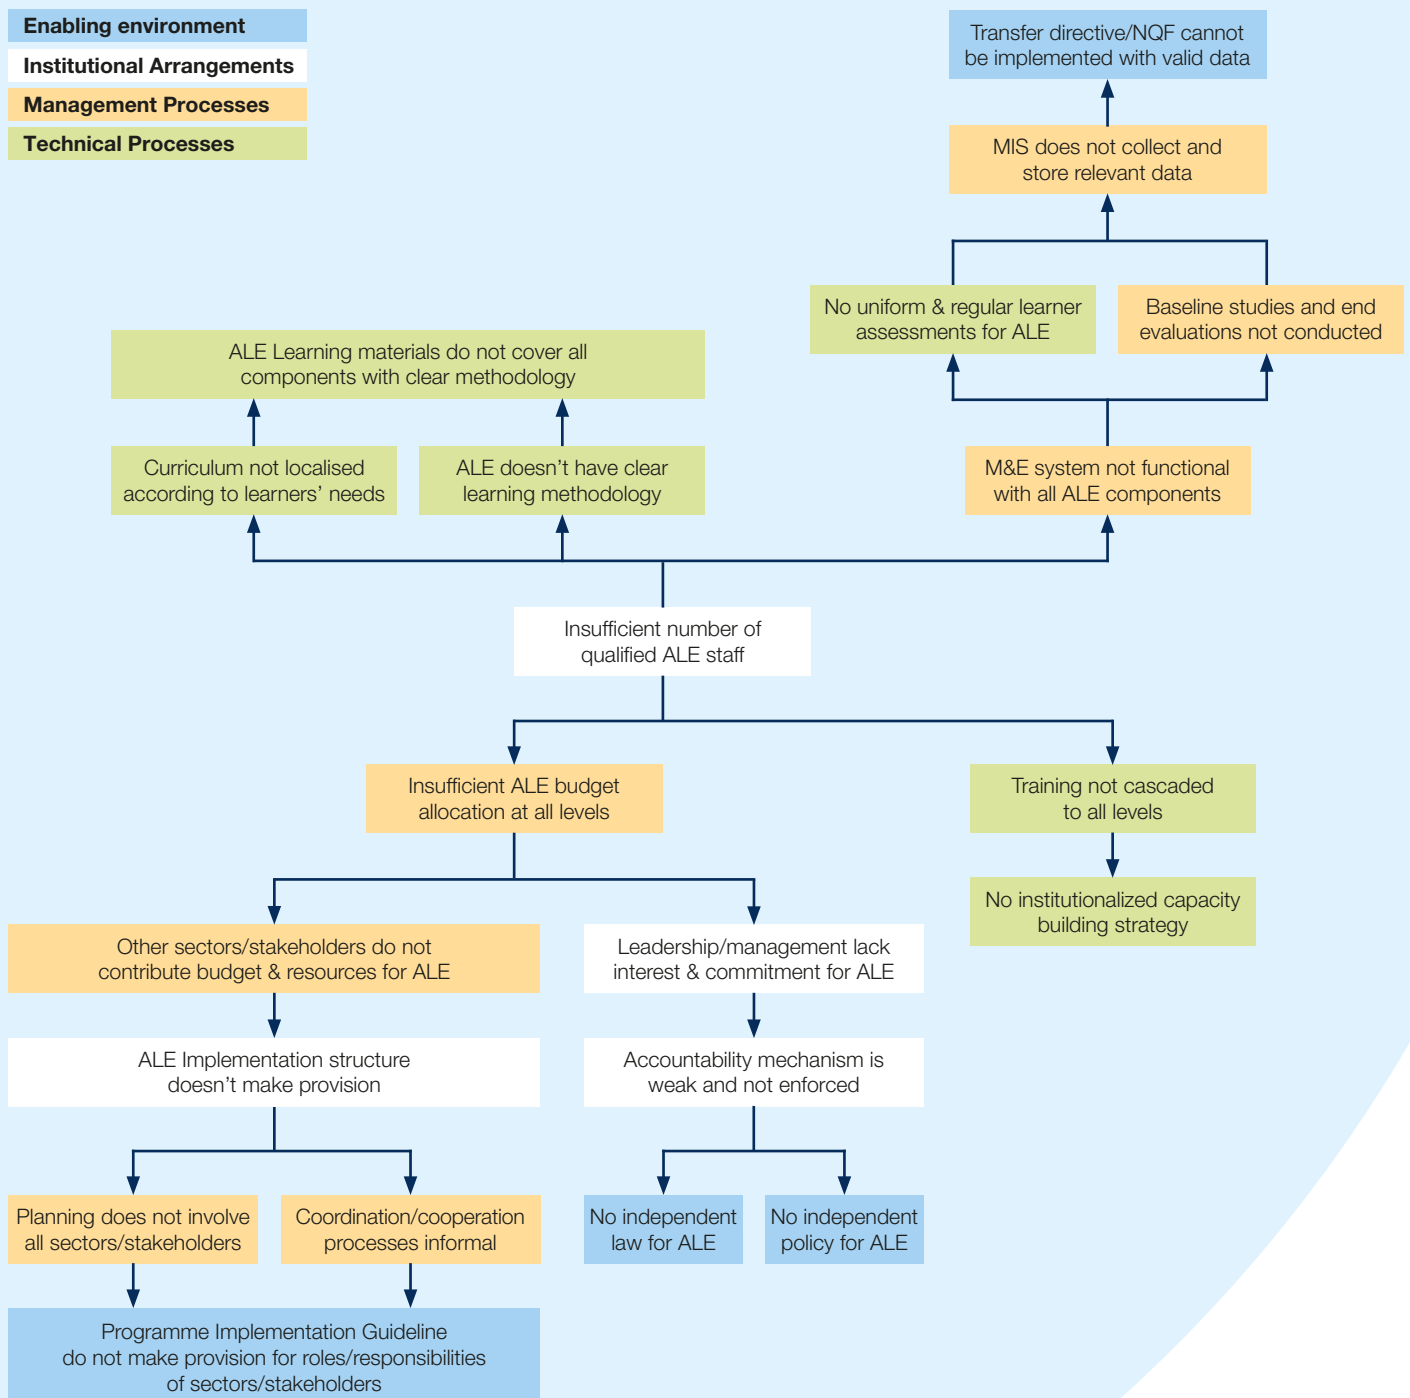 Enabling environment
Institutional Arrangements
Management Processes
Technical Processes
Transfer directive/NQF cannot
be implemented with valid data
MIS does not collect and
store relevant data
No uniform & regular learner
assessments for ALE
Baseline studies and end
evaluations not conducted
ALE Learning materials do not cover all
components with clear methodology
Curriculum not localised
according to learners’ needs
ALE doesn’t have clear
learning methodology
M&E system not functional
with all ALE components
Insufficient number of
qualified ALE staff
Insufficient ALE budget
allocation at all levels
Training not cascaded
to all levels
No institutionalized capacity
building strategy
Other sectors/stakeholders do not
contribute budget & resources for ALE
Leadership/management lack
interest & commitment for ALE
ALE Implementation structure
doesn’t make provision
Accountability mechanism is
weak and not enforced
Planning does not involve
all sectors/stakeholders
Coordination/cooperation
processes informal
No independent
law for ALE
No independent
policy for ALE
Programme Implementation Guideline
do not make provision for roles/responsibilities
of sectors/stakeholders